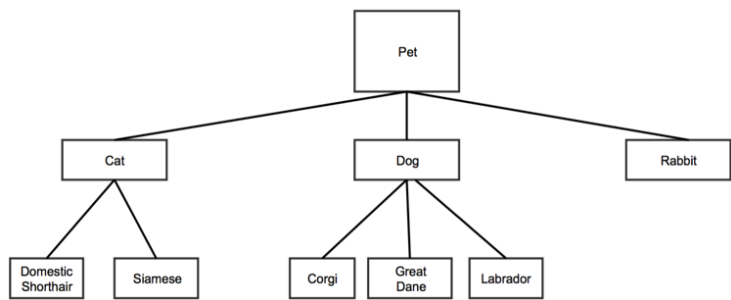 Pet
Cat
Dog
Rabbit
Domestic
Shorthair
Siamese
Corgi
Great
Dane
Labrador